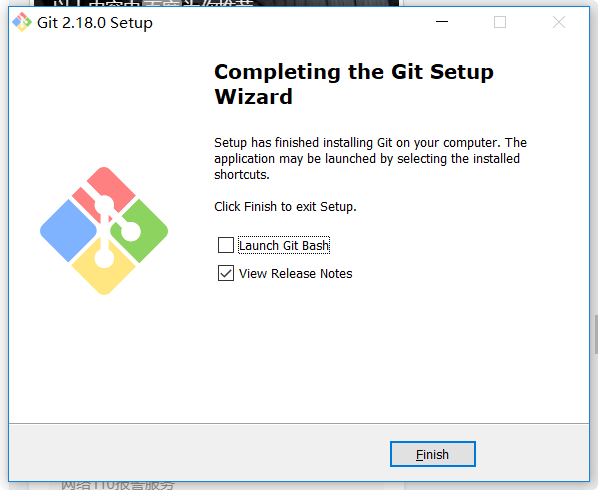 Git 2.18.0 Setup
Completing the Git Setup
Wizard
Setup has finished installing Git on your computer. The
application may be launched by selecting the installed
shortcuts.
Click Finish to exit Setup.
Launch Git Bash
View Release Notes
Finish
网络110报警服务